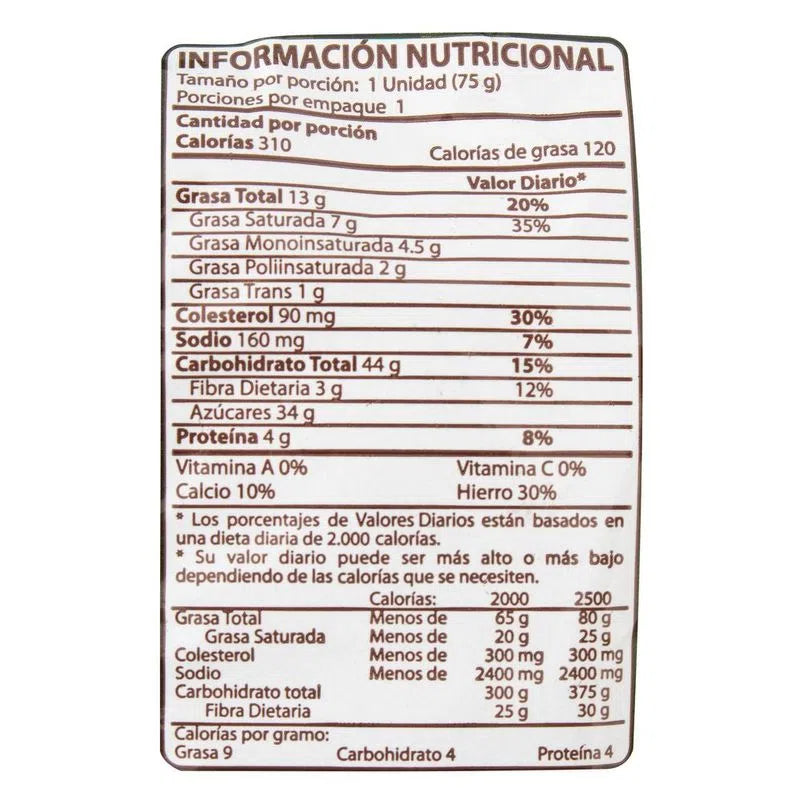 INFORMACIÓN NUTRICIONAL
Tamaño por porción: 1 Unidad (75 g)
Porciones por empaque 1
Cantidad por porción
Calorías 310 Calorías de grasa 120
Valor Diario*
Grasa Total 13 g 20%
Grasa Saturada 7 g 35%
Grasa Monoinsaturada 4.5 g
Grasa Poliinsaturada 2 g
Grasa Trans 1 g
Colesterol 90 mg 30%
Sodio 160 mg 7%
Carbohidrato Total 44 g 15%
Fibra Dietaria 3 g 12%
Azúcares 34 g
Proteína 4 g 8%
Vitamina A 0% Vitamina C 0%
Calcio 10% Hierro 30%
* Los porcentajes de Valores Diarios están basados en
una dieta diaria de 2.000 calorías.
* Su valor diario puede ser más alto o más bajo
dependiendo de las calorías que se necesiten.
Calorías: 2000 2500
Grasa Total Menos de 65 g 80 g
Grasa Saturada Menos de 20 g 25 g
Colesterol Menos de 300 mg 300 mg
Sodio Menos de 2400 mg 2400 mg
Carbohidrato total 300 g 375 g
Fibra Dietaria 25 g 30 g
Calorías por gramo:
Grasa 9 Carbohidrato 4 Proteína 4